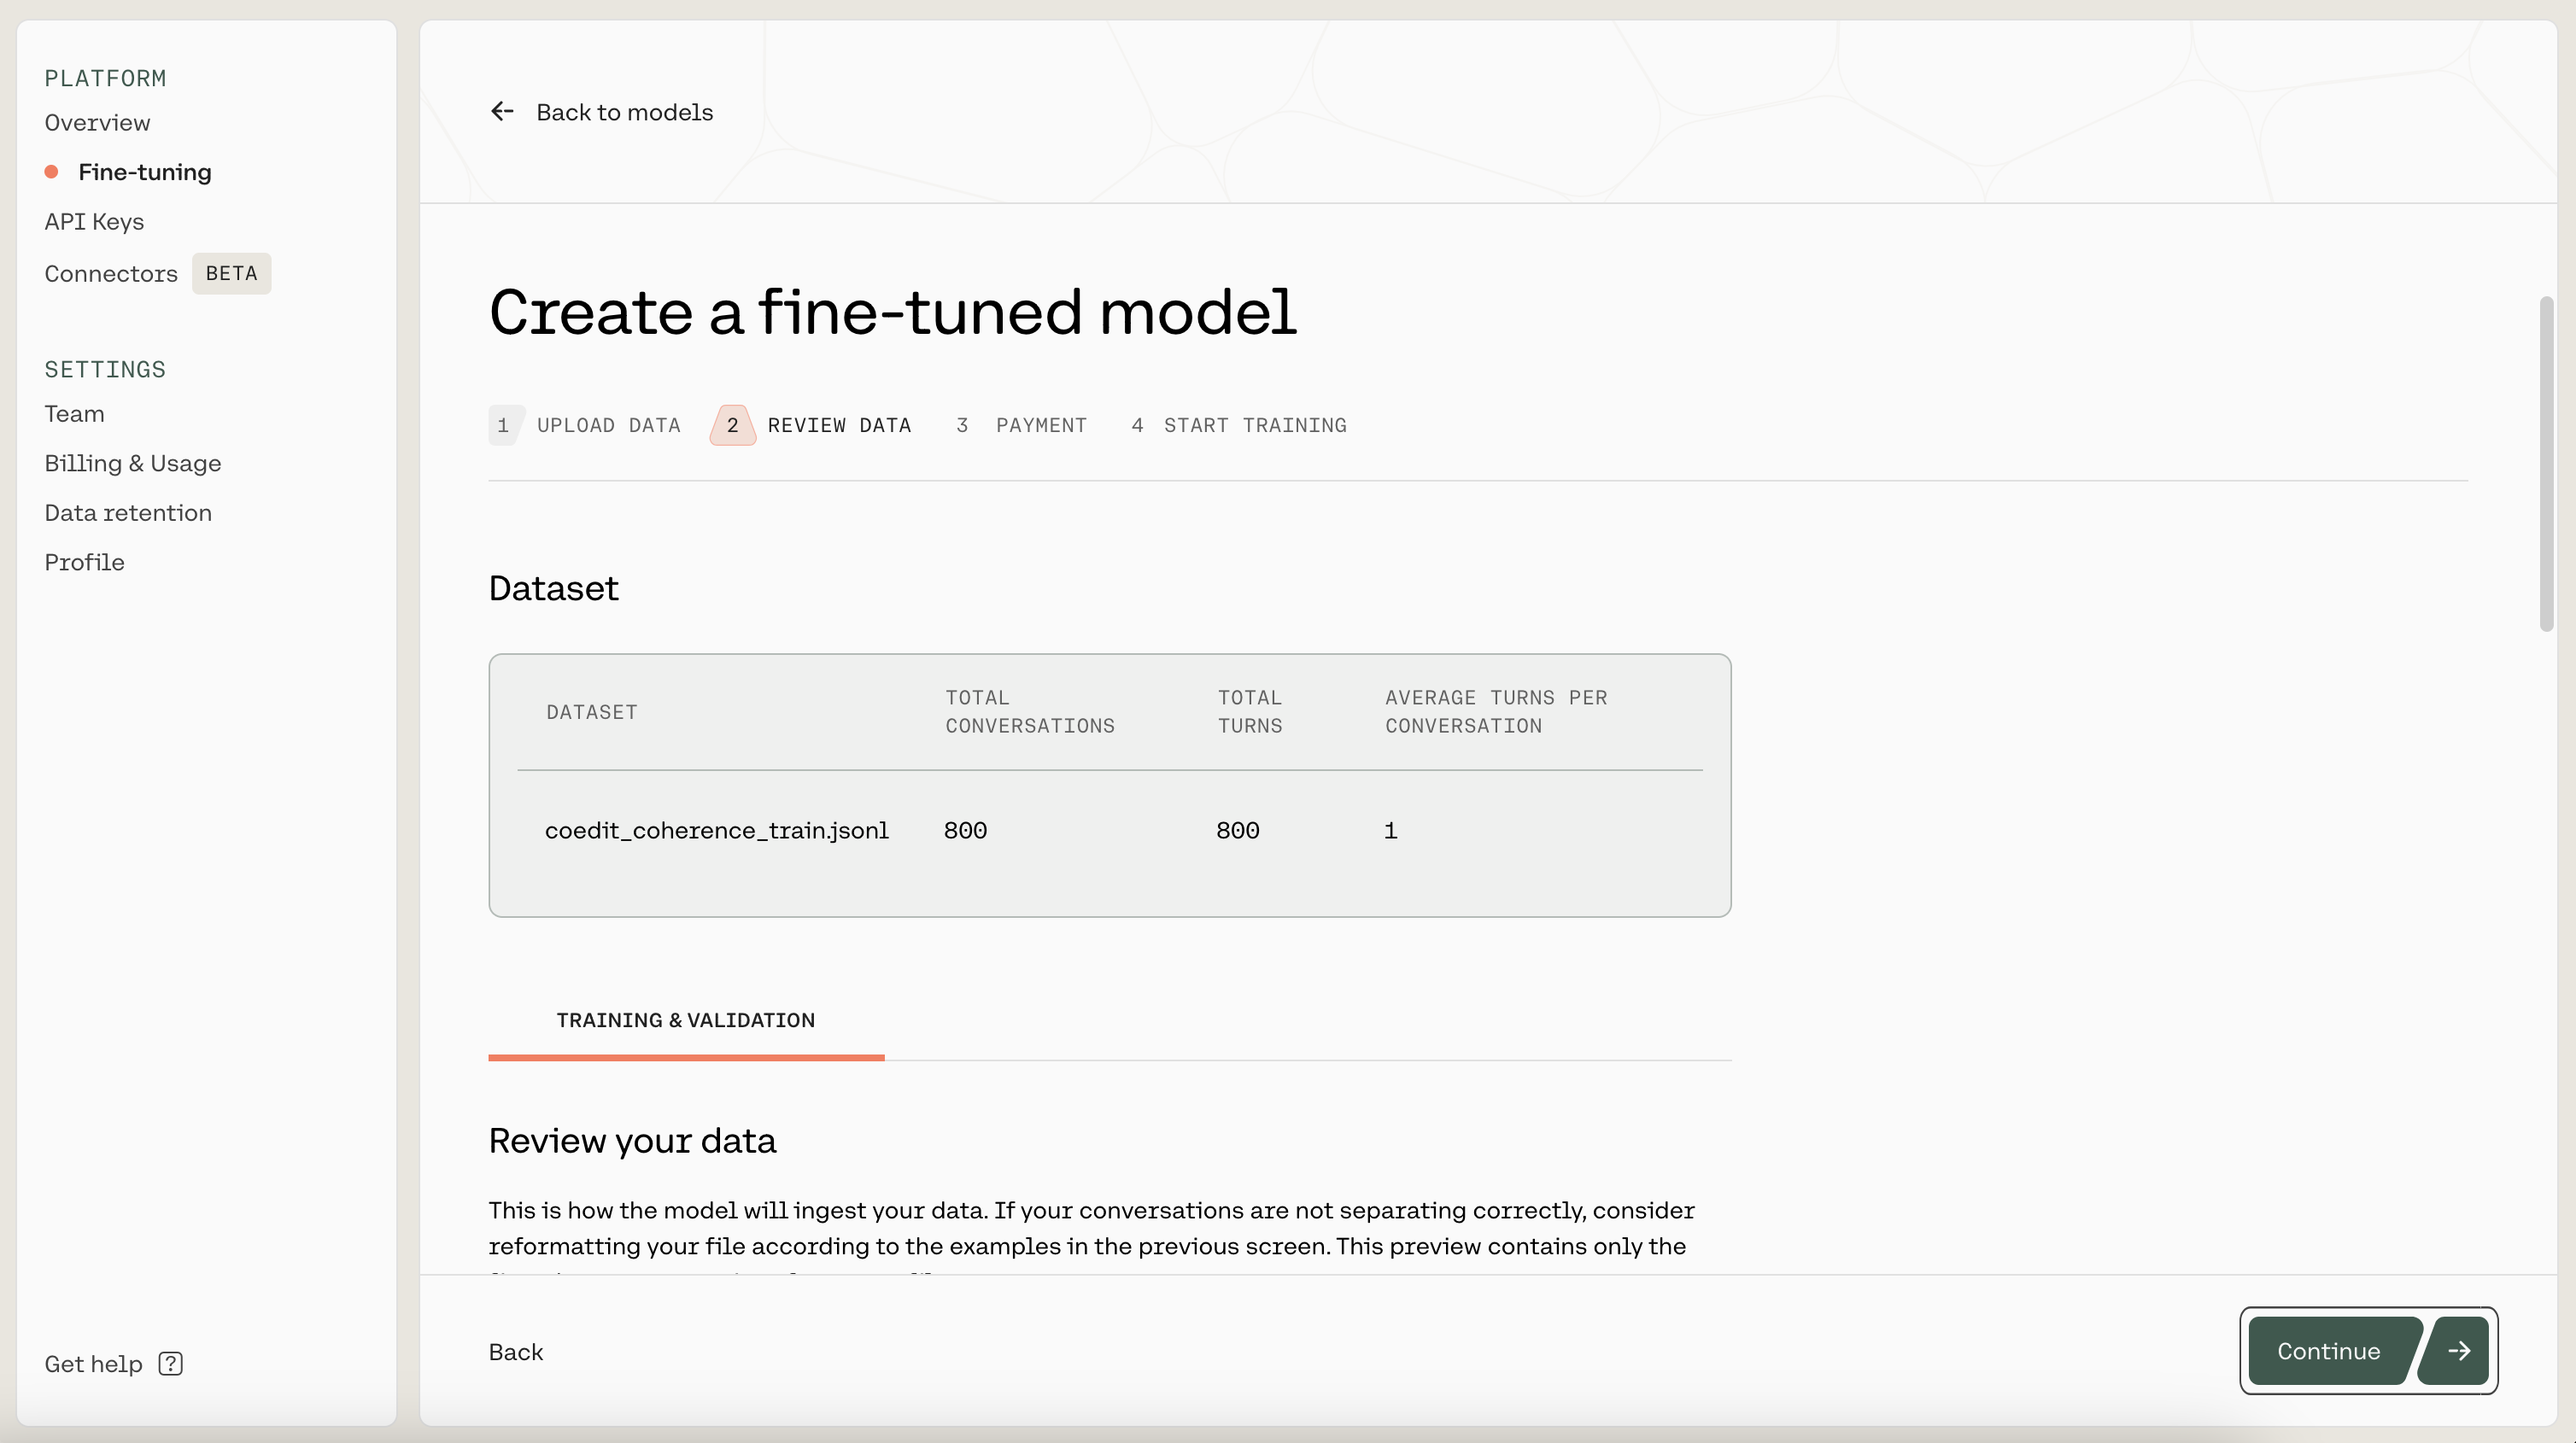 PLATFORM
Overview
Fine-tuning
API Keys
Connectors BETA
SETTINGS
Team
Billing & Usage
Data retention
Profile
Get help ?
Back to models
Create a fine-tuned model
1 UPLOAD DATA 2 REVIEW DATA 3 PAYMENT 4 START TRAINING
Dataset
DATASET
TOTAL
CONVERSATIONS
TOTAL
TURNS
AVERAGE TURNS PER
CONVERSATION
coedit_coherence_train.jsonl 800 800 1
TRAINING & VALIDATION
Review your data
This is how the model will ingest your data. If your conversations are not separating correctly, consider
reformatting your file according to the examples in the previous screen. This preview contains only the
Back
Continue